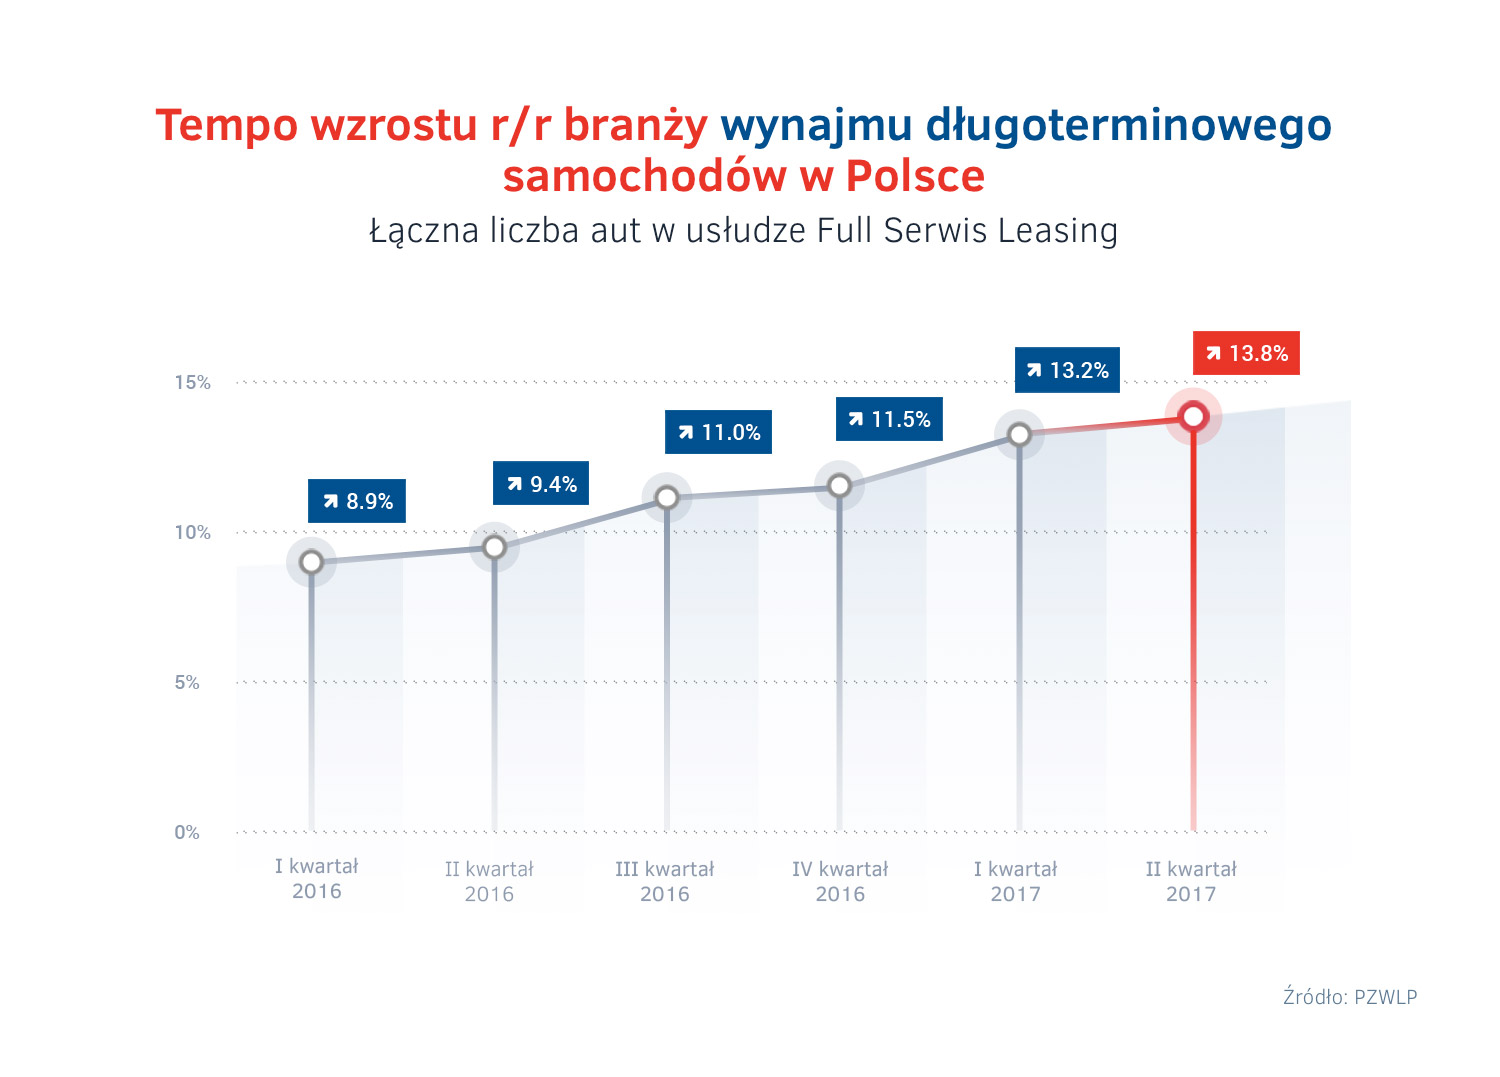 Tempo wzrostu r/r branży wynajmu długoterminowego
samochodów w Polsce
Łączna liczba aut w usłudze Full Serwis Leasing
13.8%
13.2%
15%
11.5%
11.0%
9.4%
8.9%
10%
5%
0%
I kwartał
2016
II kwartał
2016
III kwartał
2016
IV kwartał
2016
I kwartał
2017
II kwartał
2017
Źródło: PZWLP